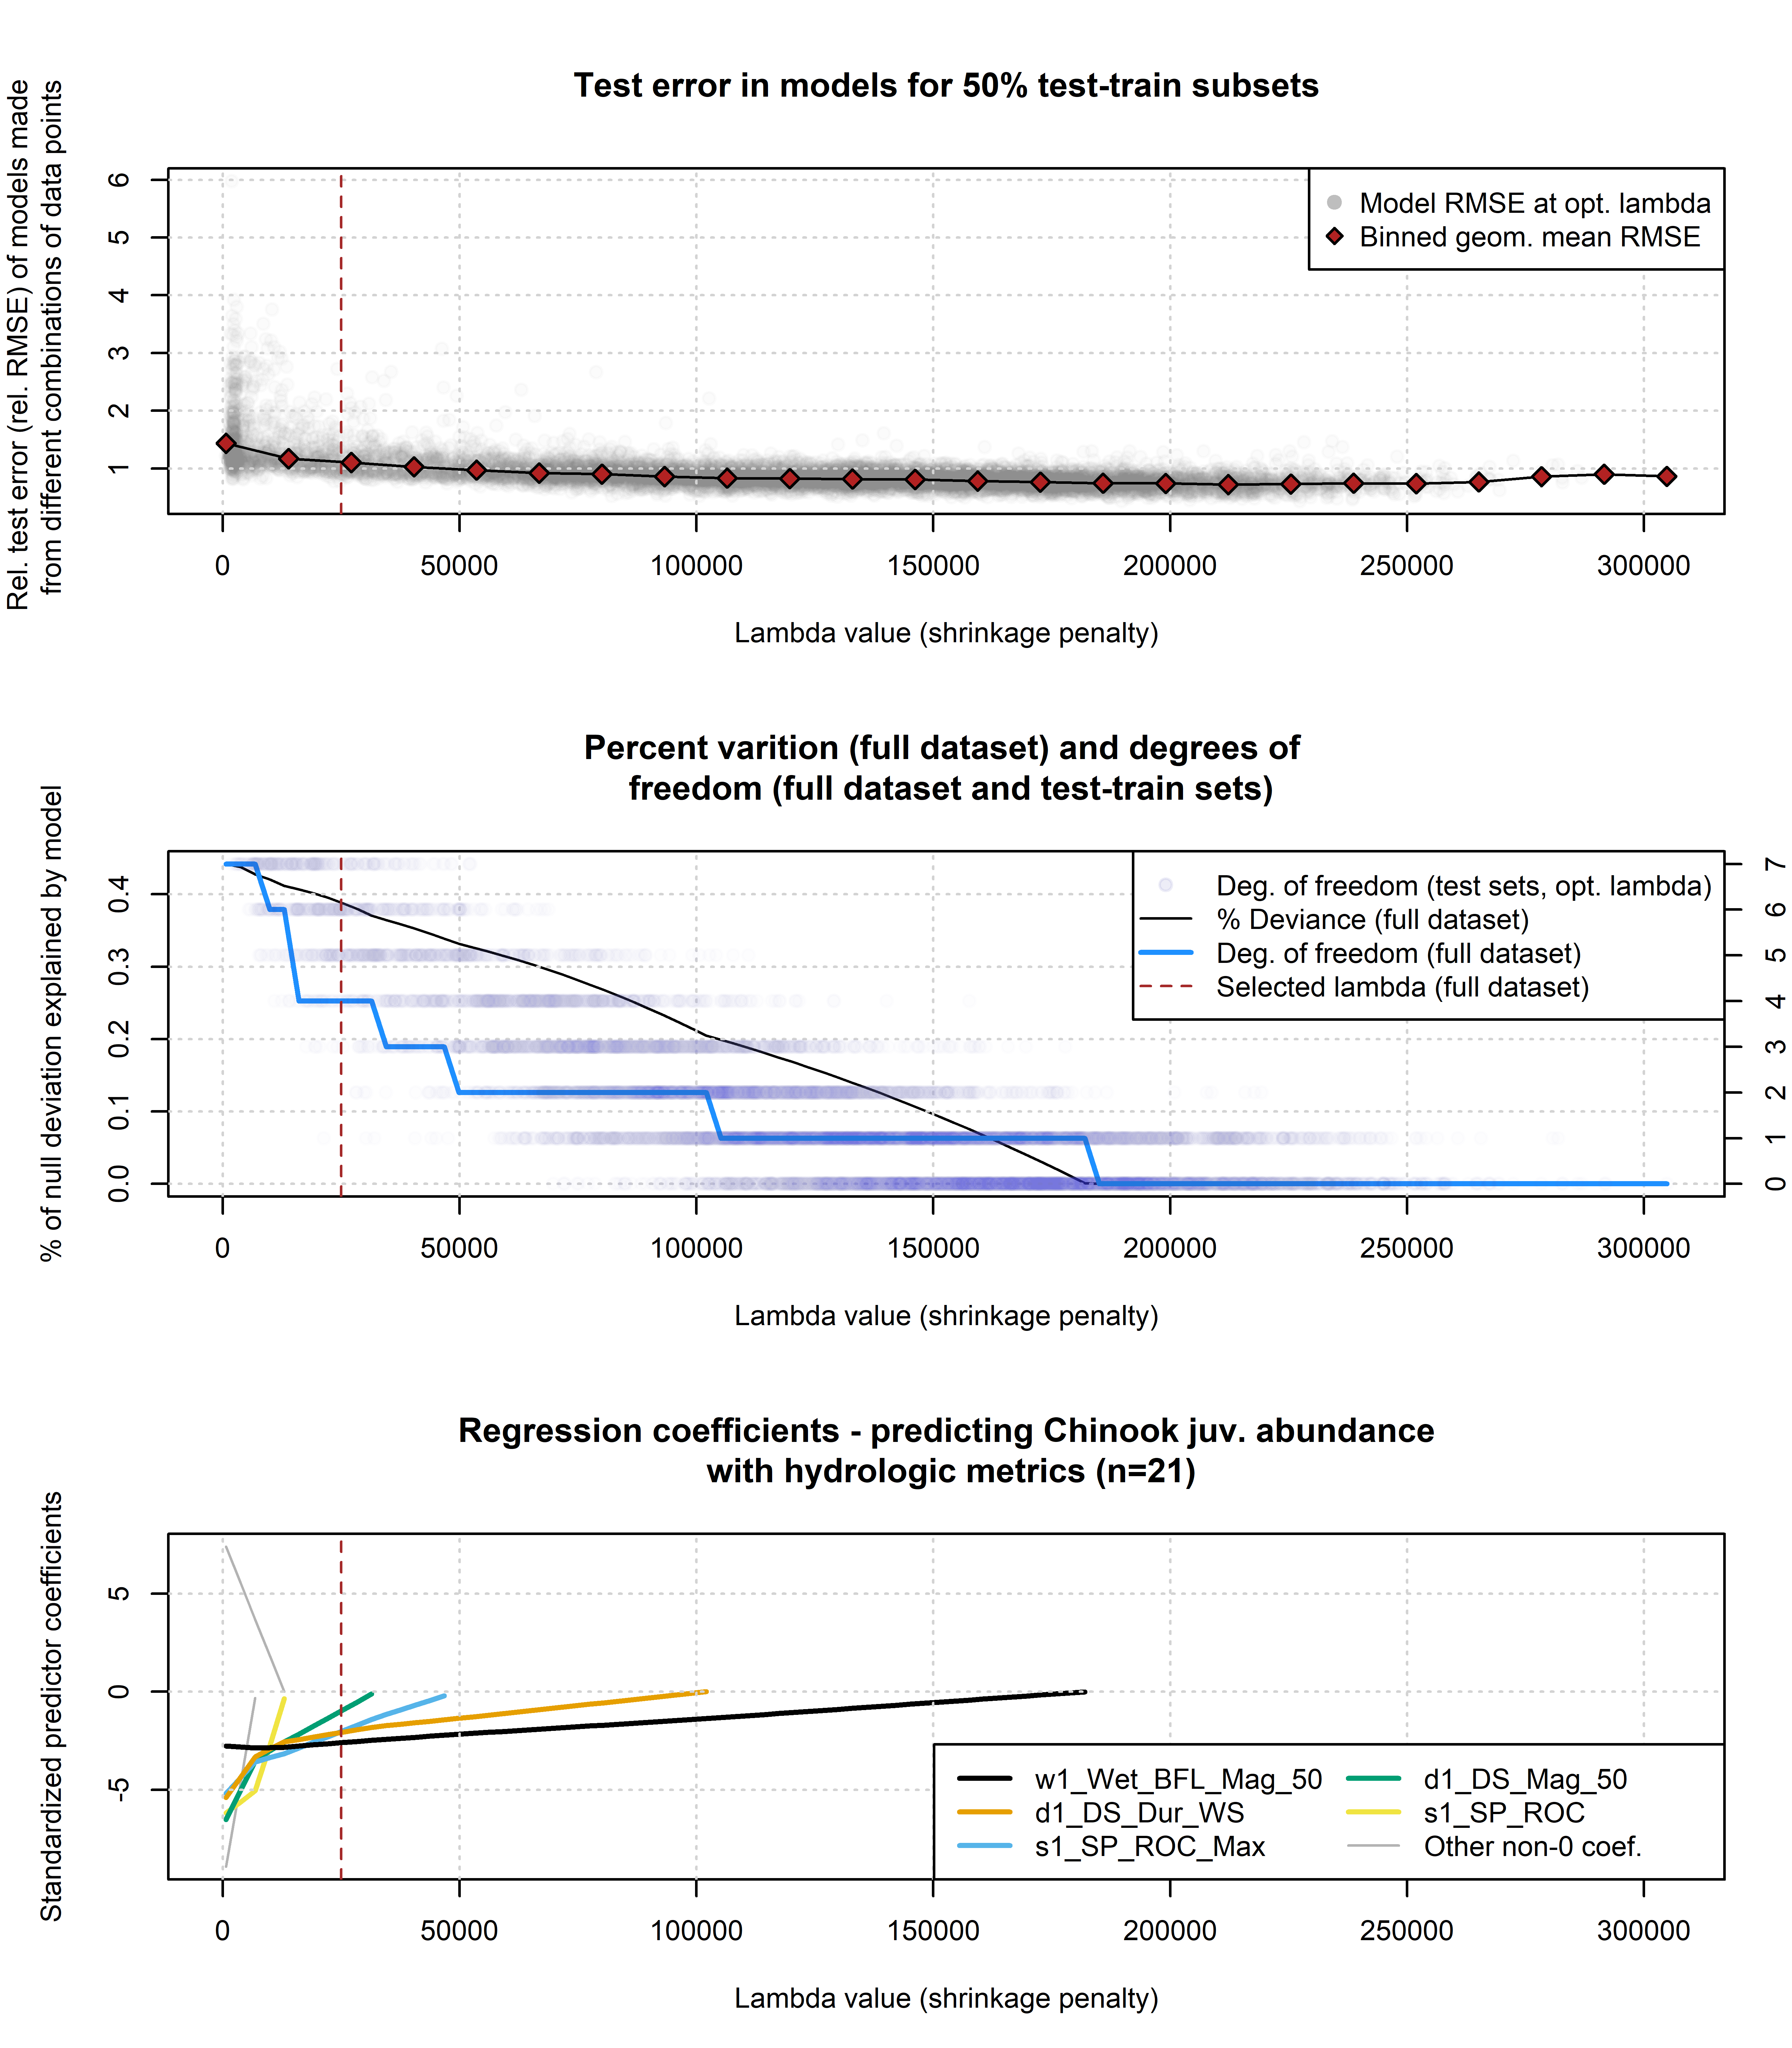 Test error in models for 50% test-train subsets
Rel. test error (rel. RMSE) of models made
from different combinations of data points
6
5
4
3
2
1
Model RMSE at opt. lambda
Binned geom. mean RMSE
0 50000 100000 150000 200000 250000 300000
Lambda value (shrinkage penalty)
Percent varition (full dataset) and degrees of
freedom (full dataset and test-train sets)
% of null deviation explained by model
0.4
0.3
0.2
0.1
0.0
Deg. of freedom (test sets, opt. lambda)
% Deviance (full dataset)
Deg. of freedom (full dataset)
Selected lambda (full dataset)
7
6
5
4
3
2
1
0
0 50000 100000 150000 200000 250000 300000
Lambda value (shrinkage penalty)
Regression coefficients - predicting Chinook juv. abundance
with hydrologic metrics (n=21)
Standardized predictor coefficients
5
0
-5
w1_Wet_BFL_Mag_50
d1_DS_Dur_WS
s1_SP_ROC_Max
d1_DS_Mag_50
s1_SP_ROC
Other non-0 coef.
0 50000 100000 150000 200000 250000 300000
Lambda value (shrinkage penalty)